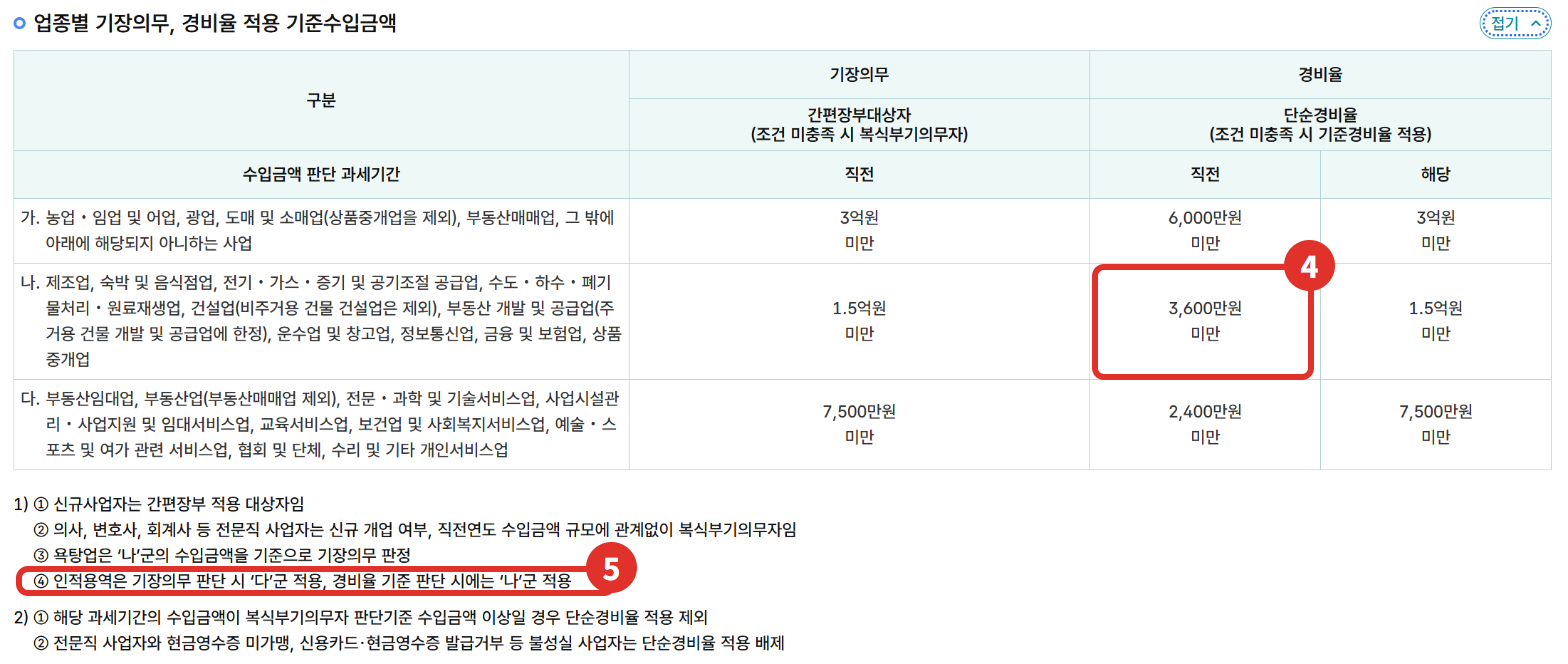 업종별 기장의무, 경비율 적용 기준수입금액
접기
구분
기장의무
경비율
간편장부대상자
(조건 미충족 시 복식부기의무자)
단순경비율
(조건 미충족 시 기준경비율 적용)
수입금액 판단 과세기간
직전
직전
해당
가. 농업・임업 및 어업, 광업, 도매 및 소매업(상품중개업을 제외), 부동산매매업, 그 밖에
아래에 해당되지 아니하는 사업
3억원
미만
6,000만원
미만
3억원
미만
나. 제조업, 숙박 및 음식점업, 전기・가스・증기 및 공기조절 공급업, 수도・하수・폐기
물처리・원료재생업, 건설업(비주거용 건물 건설업은 제외), 부동산 개발 및 공급업(주
거용 건물 개발 및 공급업에 한정), 운수업 및 창고업, 정보통신업, 금융 및 보험업, 상품
중개업
1.5억원
미만
4
3,600만원
미만
1.5억원
미만
다. 부동산임대업, 부동산업(부동산매매업 제외), 전문・과학 및 기술서비스업, 사업시설관
리・사업지원 및 임대서비스업, 교육서비스업, 보건업 및 사회복지서비스업, 예술・스
포츠 및 여가 관련 서비스업, 협회 및 단체, 수리 및 기타 개인서비스업
7,500만원
미만
2,400만원
미만
7,500만원
미만
1) ① 신규사업자는 간편장부 적용 대상자임
② 의사, 변호사, 회계사 등 전문직 사업자는 신규 개업 여부, 직전연도 수입금액 규모에 관계없이 복식부기의무자임
③ 욕탕업은 ‘나’군의 수입금액을 기준으로 기장의무 판정
④ 인적용역은 기장의무 판단 시 ‘다’군 적용, 경비율 기준 판단 시에는 ‘나’군 적용
5
2) ① 해당 과세기간의 수입금액이 복식부기의무자 판단기준 수입금액 이상일 경우 단순경비율 적용 제외
② 전문직 사업자와 현금영수증 미가맹, 신용카드·현금영수증 발급거부 등 불성실 사업자는 단순경비율 적용 배제